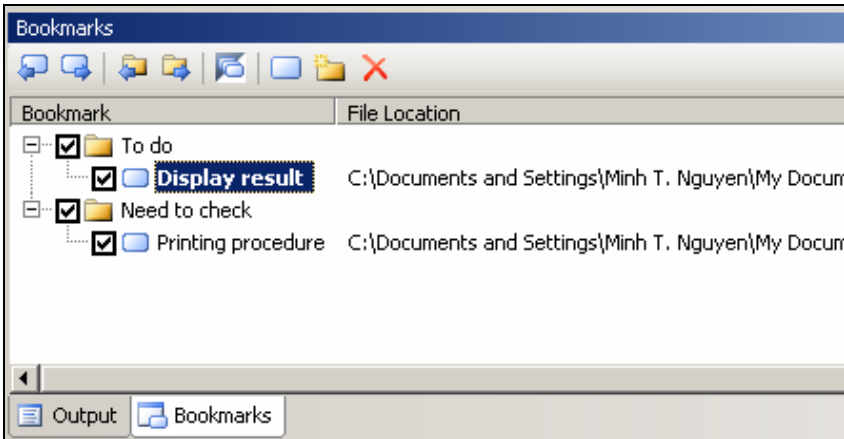 Bookmarks
Bookmark File Location
To do
Display result C:\Documents and Settings\Minh T. Nguyen\My Docum
Need to check
Printing procedure C:\Documents and Settings\Minh T. Nguyen\My Docum
Output Bookmarks